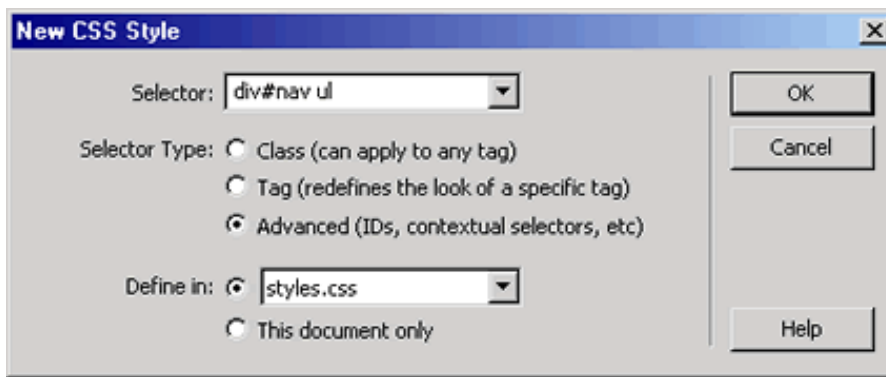 New CSS Style
Selector: div#nav ul
OK
Selector Type: Class (can apply to any tag)
Cancel
Tag (redefines the look of a specific tag)
Advanced (IDs, contextual selectors, etc)
Define in: styles.css
This document only
Help